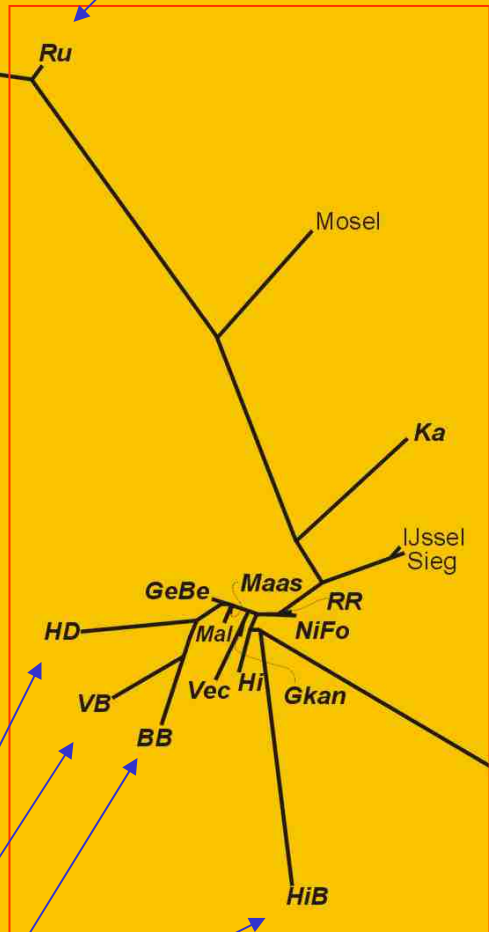 Ru
Mosel
Ka
IJssel
Sieg
Maas
GeBe
RR
HD
Mal
NiFo
Vec
Hi
Gkan
VB
BB
HiB